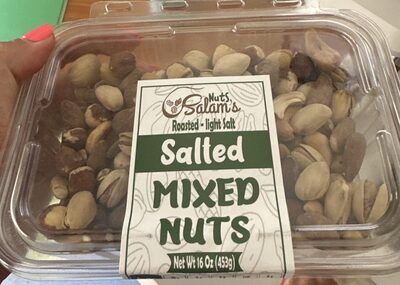 Nuts
Salam's
Roasted - light Salt
Salted
MIXED
NUTS
Net Wt 16 Oz (453g)